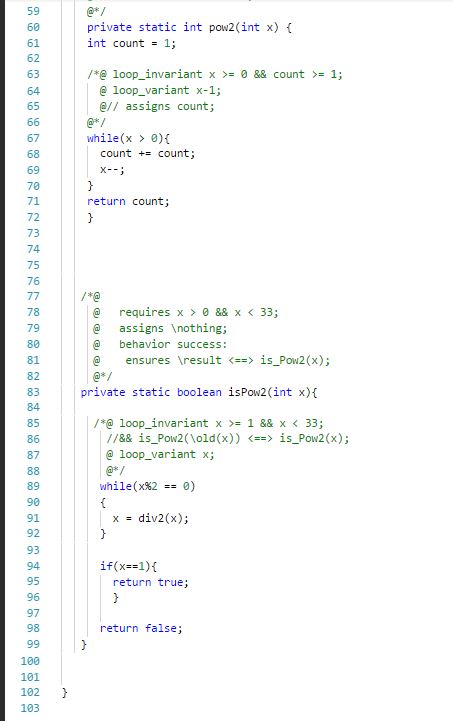 59 @*/
60 private static int pow2(int x) {
61 int count = 1;
62
63 /*@ loop_invariant x >= 0 && count >= 1;
64 @ loop_variant x-1;
65 @// assigns count;
66 @*/
67 while(x > 0){
68 count += count;
69 x--;
70 }
71 return count;
72 }
73
74
75
76
77 /*@
78 @ requires x > 0 && x < 33;
79 @ assigns \nothing;
80 @ behavior success:
81 @ ensures \result <==> is_Pow2(x);
82 @*/
83 private static boolean isPow2(int x){
84
85 /*@ loop_invariant x >= 1 && x < 33;
86 //&& is_Pow2(\old(x)) <==> is_Pow2(x);
87 @ loop_variant x;
88 @*/
89 while(x%2 == 0)
90 {
91 x = div2(x);
92 }
93
94 if(x==1){
95 return true;
96 }
97
98 return false;
99 }
100
101
102 }
103